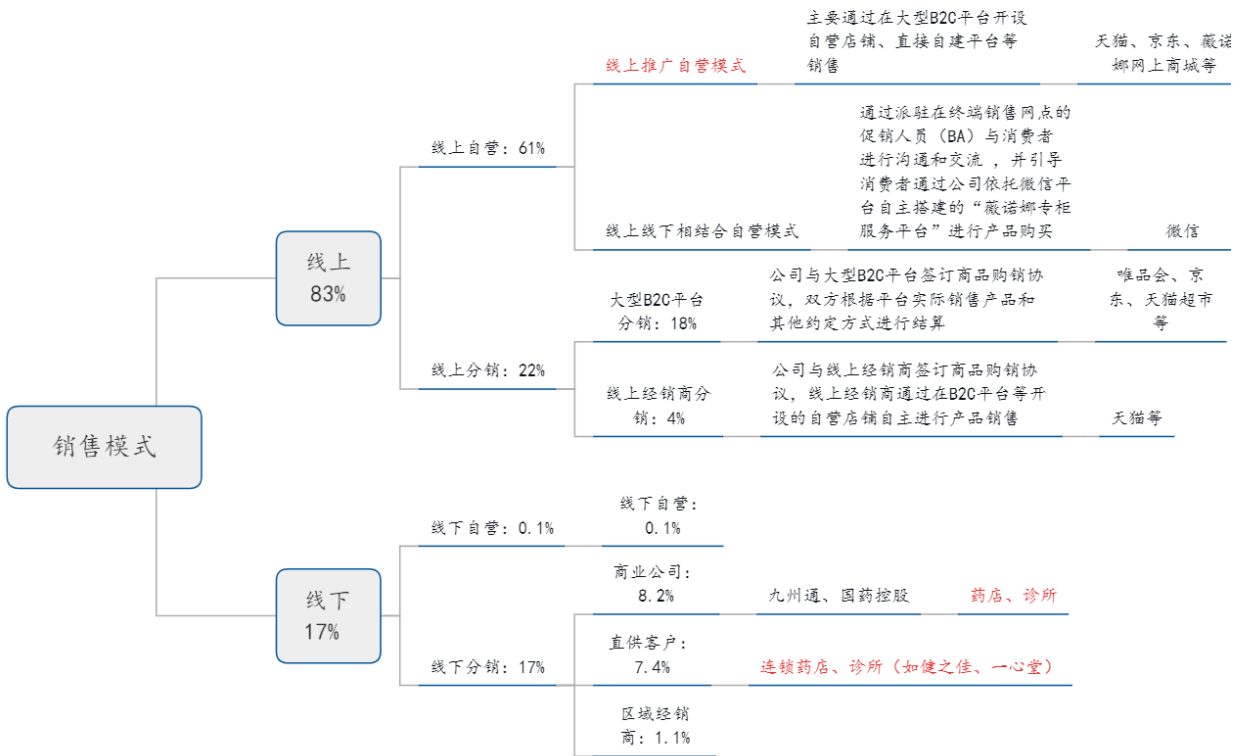 主要通过在大型B2C平台开设
自营店铺、直接自建平台等
销售
天猫、京东、薇诺
娜网上商城等
线上推广自营模式
线上自营：61%
通过派驻在终端销售网点的
促销人员（BA）与消费者
进行沟通和交流 ，并引导
消费者通过公司依托微信平
台自主搭建的“薇诺娜专柜
服务平台”进行产品购买
线上线下相结合自营模式
微信
线上
83%
大型B2C平台
分销：18%
公司与大型B2C平台签订商品购销协
议，双方根据平台实际销售产品和
其他约定方式进行结算
唯品会、京
东、天猫超市
等
线上分销：22%
线上经销商分
销：4%
公司与线上经销商签订商品购销协
议，线上经销商通过在B2C平台等开
设的自营店铺自主进行产品销售
天猫等
销售模式
线下自营：0.1%
线下自营：
0.1%
线下
17%
商业公司：
8.2%
九州通、国药控股
药店、诊所
线下分销：17%
直供客户：
7.4%
连锁药店、诊所（如健之佳、一心堂）
区域经销
商：1.1%